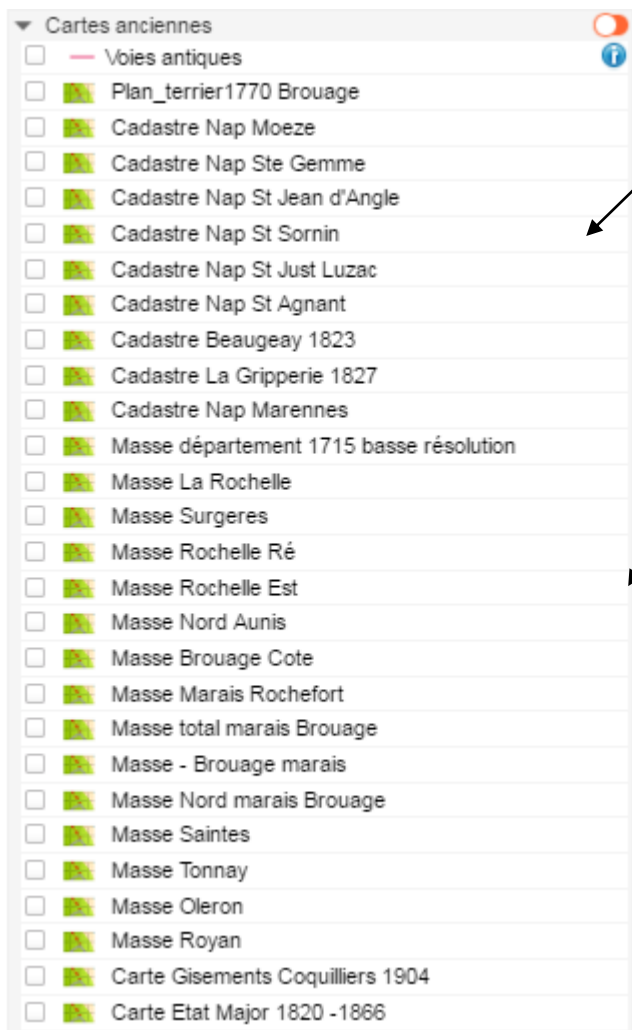 Cartes anciennes
Voies antiques
Plan_terrier1770 Brouage
Cadastre Nap Moeze
Cadastre Nap Ste Gemme
Cadastre Nap St Jean d'Angle
Cadastre Nap St Sornin
Cadastre Nap St Just Luzac
Cadastre Nap St Agnant
Cadastre Beaugeay 1823
Cadastre La Gripperie 1827
Cadastre Nap Marennes
Masse département 1715 basse résolution
Masse La Rochelle
Masse Surgeres
Masse Rochelle Ré
Masse Rochelle Est
Masse Nord Aunis
Masse Brouage Cote
Masse Marais Rochefort
Masse total marais Brouage
Masse - Brouage marais
Masse Nord marais Brouage
Masse Saintes
Masse Tonnay
Masse Oleron
Masse Royan
Carte Gisements Coquilliers 1904
Carte Etat Major 1820 -1866